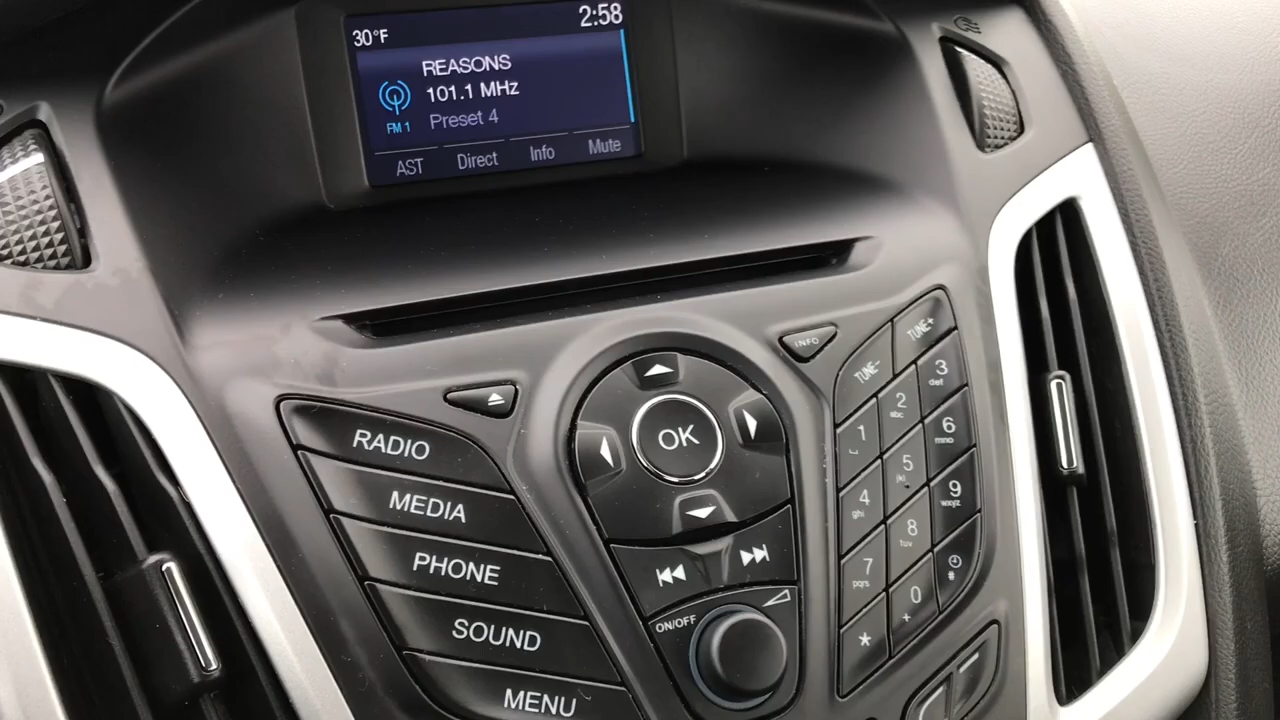 30°F 2:58
REASONS
101.1 MHz
FM 1 Preset 4
AST Direct Info Mute
INFO
TUNE- TUNE+
RADIO
MEDIA
PHONE
SOUND
MENU
OK
ON/OFF
1
2 abc
3 def
4 ghi
5 jkl
6 mno
7 pqrs
8 tuv
9 wxyz
*
0 +
#